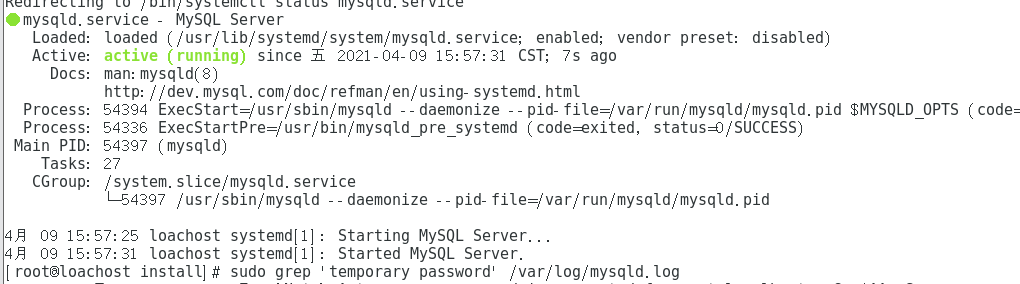 Redirecting to /bin/systemctl status mysqld.service
mysqld.service - MySQL Server
Loaded: loaded (/usr/lib/systemd/system/mysqld.service; enabled; vendor preset: disabled)
Active: active (running) since 五 2021-04-09 15:57:31 CST; 7s ago
Docs: man:mysqld(8)
http://dev.mysql.com/doc/refman/en/using-systemd.html
Process: 54394 ExecStart=/usr/sbin/mysqld --daemonize --pid-file=/var/run/mysqld/mysqld.pid $MYSQLD_OPTS (code=
Process: 54336 ExecStartPre=/usr/bin/mysqld_pre_systemd (code=exited, status=0/SUCCESS)
Main PID: 54397 (mysqld)
Tasks: 27
CGroup: /system.slice/mysqld.service
└─54397 /usr/sbin/mysqld --daemonize --pid-file=/var/run/mysqld/mysqld.pid
4月 09 15:57:25 loachost systemd[1]: Starting MySQL Server...
4月 09 15:57:31 loachost systemd[1]: Started MySQL Server.
[root@loachost install]# sudo grep 'temporary password' /var/log/mysqld.log